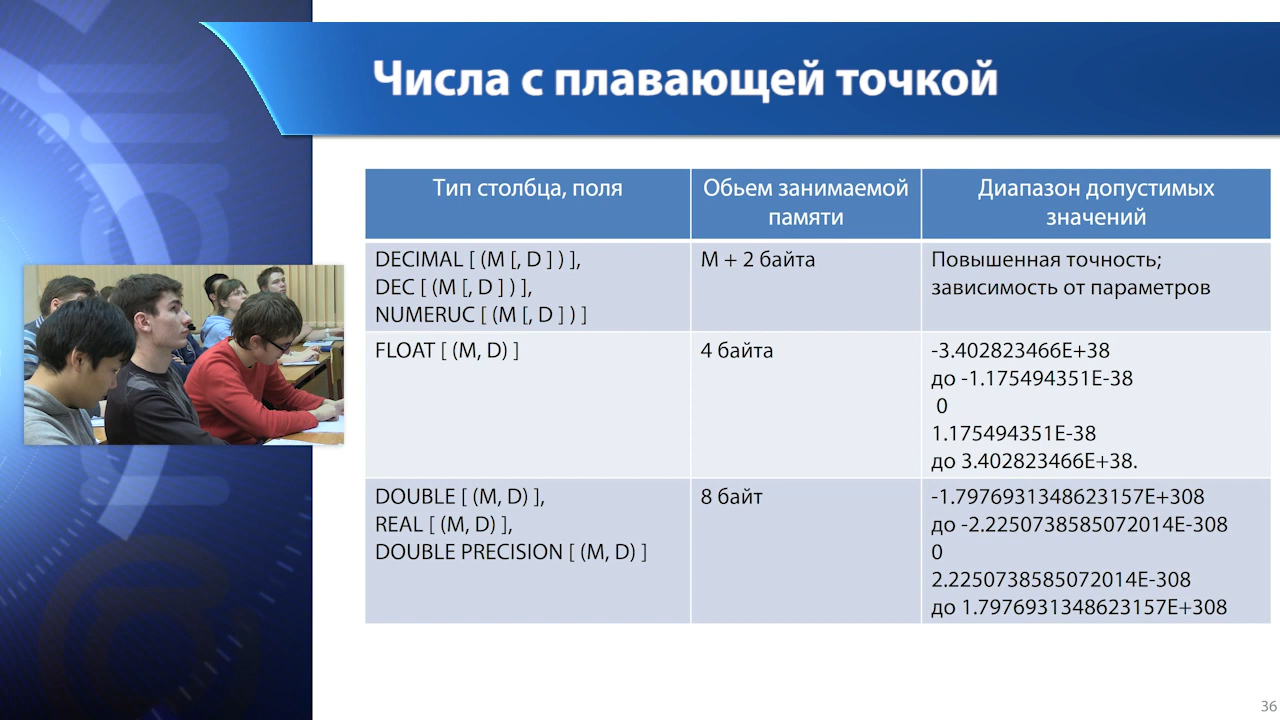 Числа с плавающей точкой
Тип столбца, поля
Обьем занимаемой
памяти
Диапазон допустимых
значений
DECIMAL [ (M [, D ] ) ],
DEC [ (M [, D ] ) ],
NUMERUC [ (M [, D ] ) ]
M + 2 байта
Повышенная точность;
зависимость от параметров
FLOAT [ (M, D) ]
4 байта
-3.402823466E+38
до -1.175494351E-38
0
1.175494351E-38
до 3.402823466E+38.
DOUBLE [ (M, D) ],
REAL [ (M, D) ],
DOUBLE PRECISION [ (M, D) ]
8 байт
-1.7976931348623157E+308
до -2.2250738585072014E-308
0
2.2250738585072014E-308
до 1.7976931348623157E+308
36